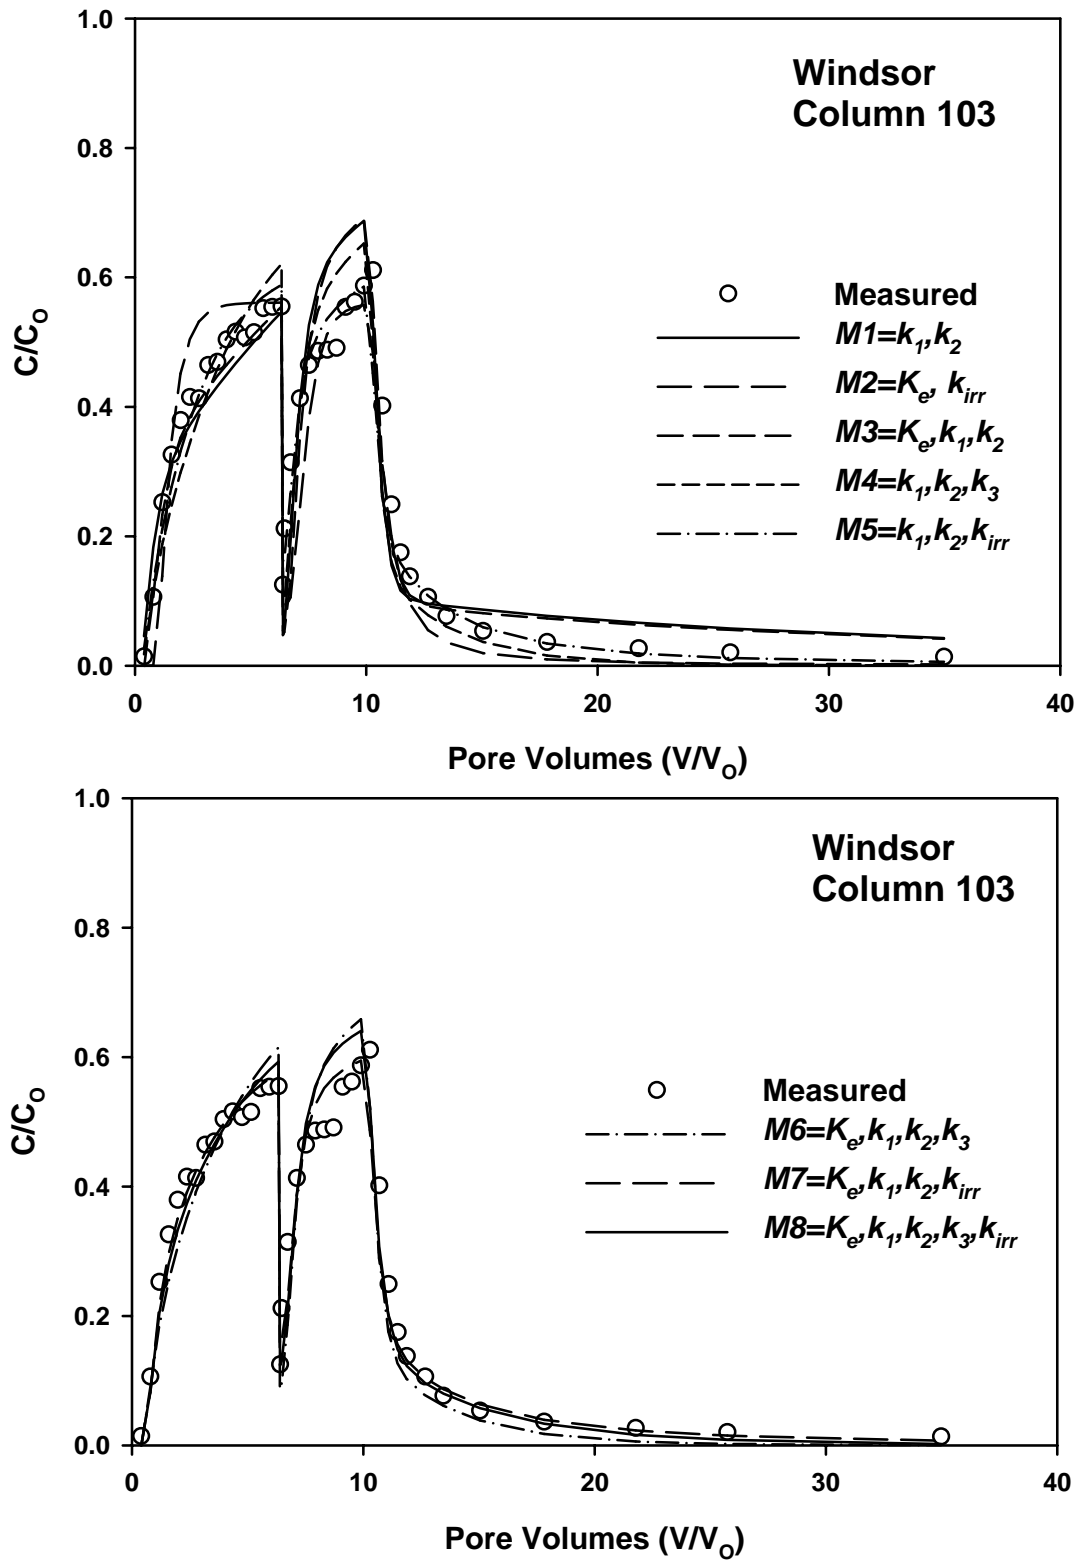 1.0
0.8
0.6
0.4
0.2
0.0
C/C_O
Windsor
Column 103
Measured
M1=k_1,k_2
M2=K_e, k_irr
M3=K_e,k_1,k_2
M4=k_1,k_2,k_3
M5=k_1,k_2,k_irr
0 10 20 30 40
Pore Volumes (V/V_O)
1.0
0.8
0.6
0.4
0.2
0.0
C/C_O
Windsor
Column 103
Measured
M6=K_e,k_1,k_2,k_3
M7=K_e,k_1,k_2,k_irr
M8=K_e,k_1,k_2,k_3,k_irr
0 10 20 30 40
Pore Volumes (V/V_O)